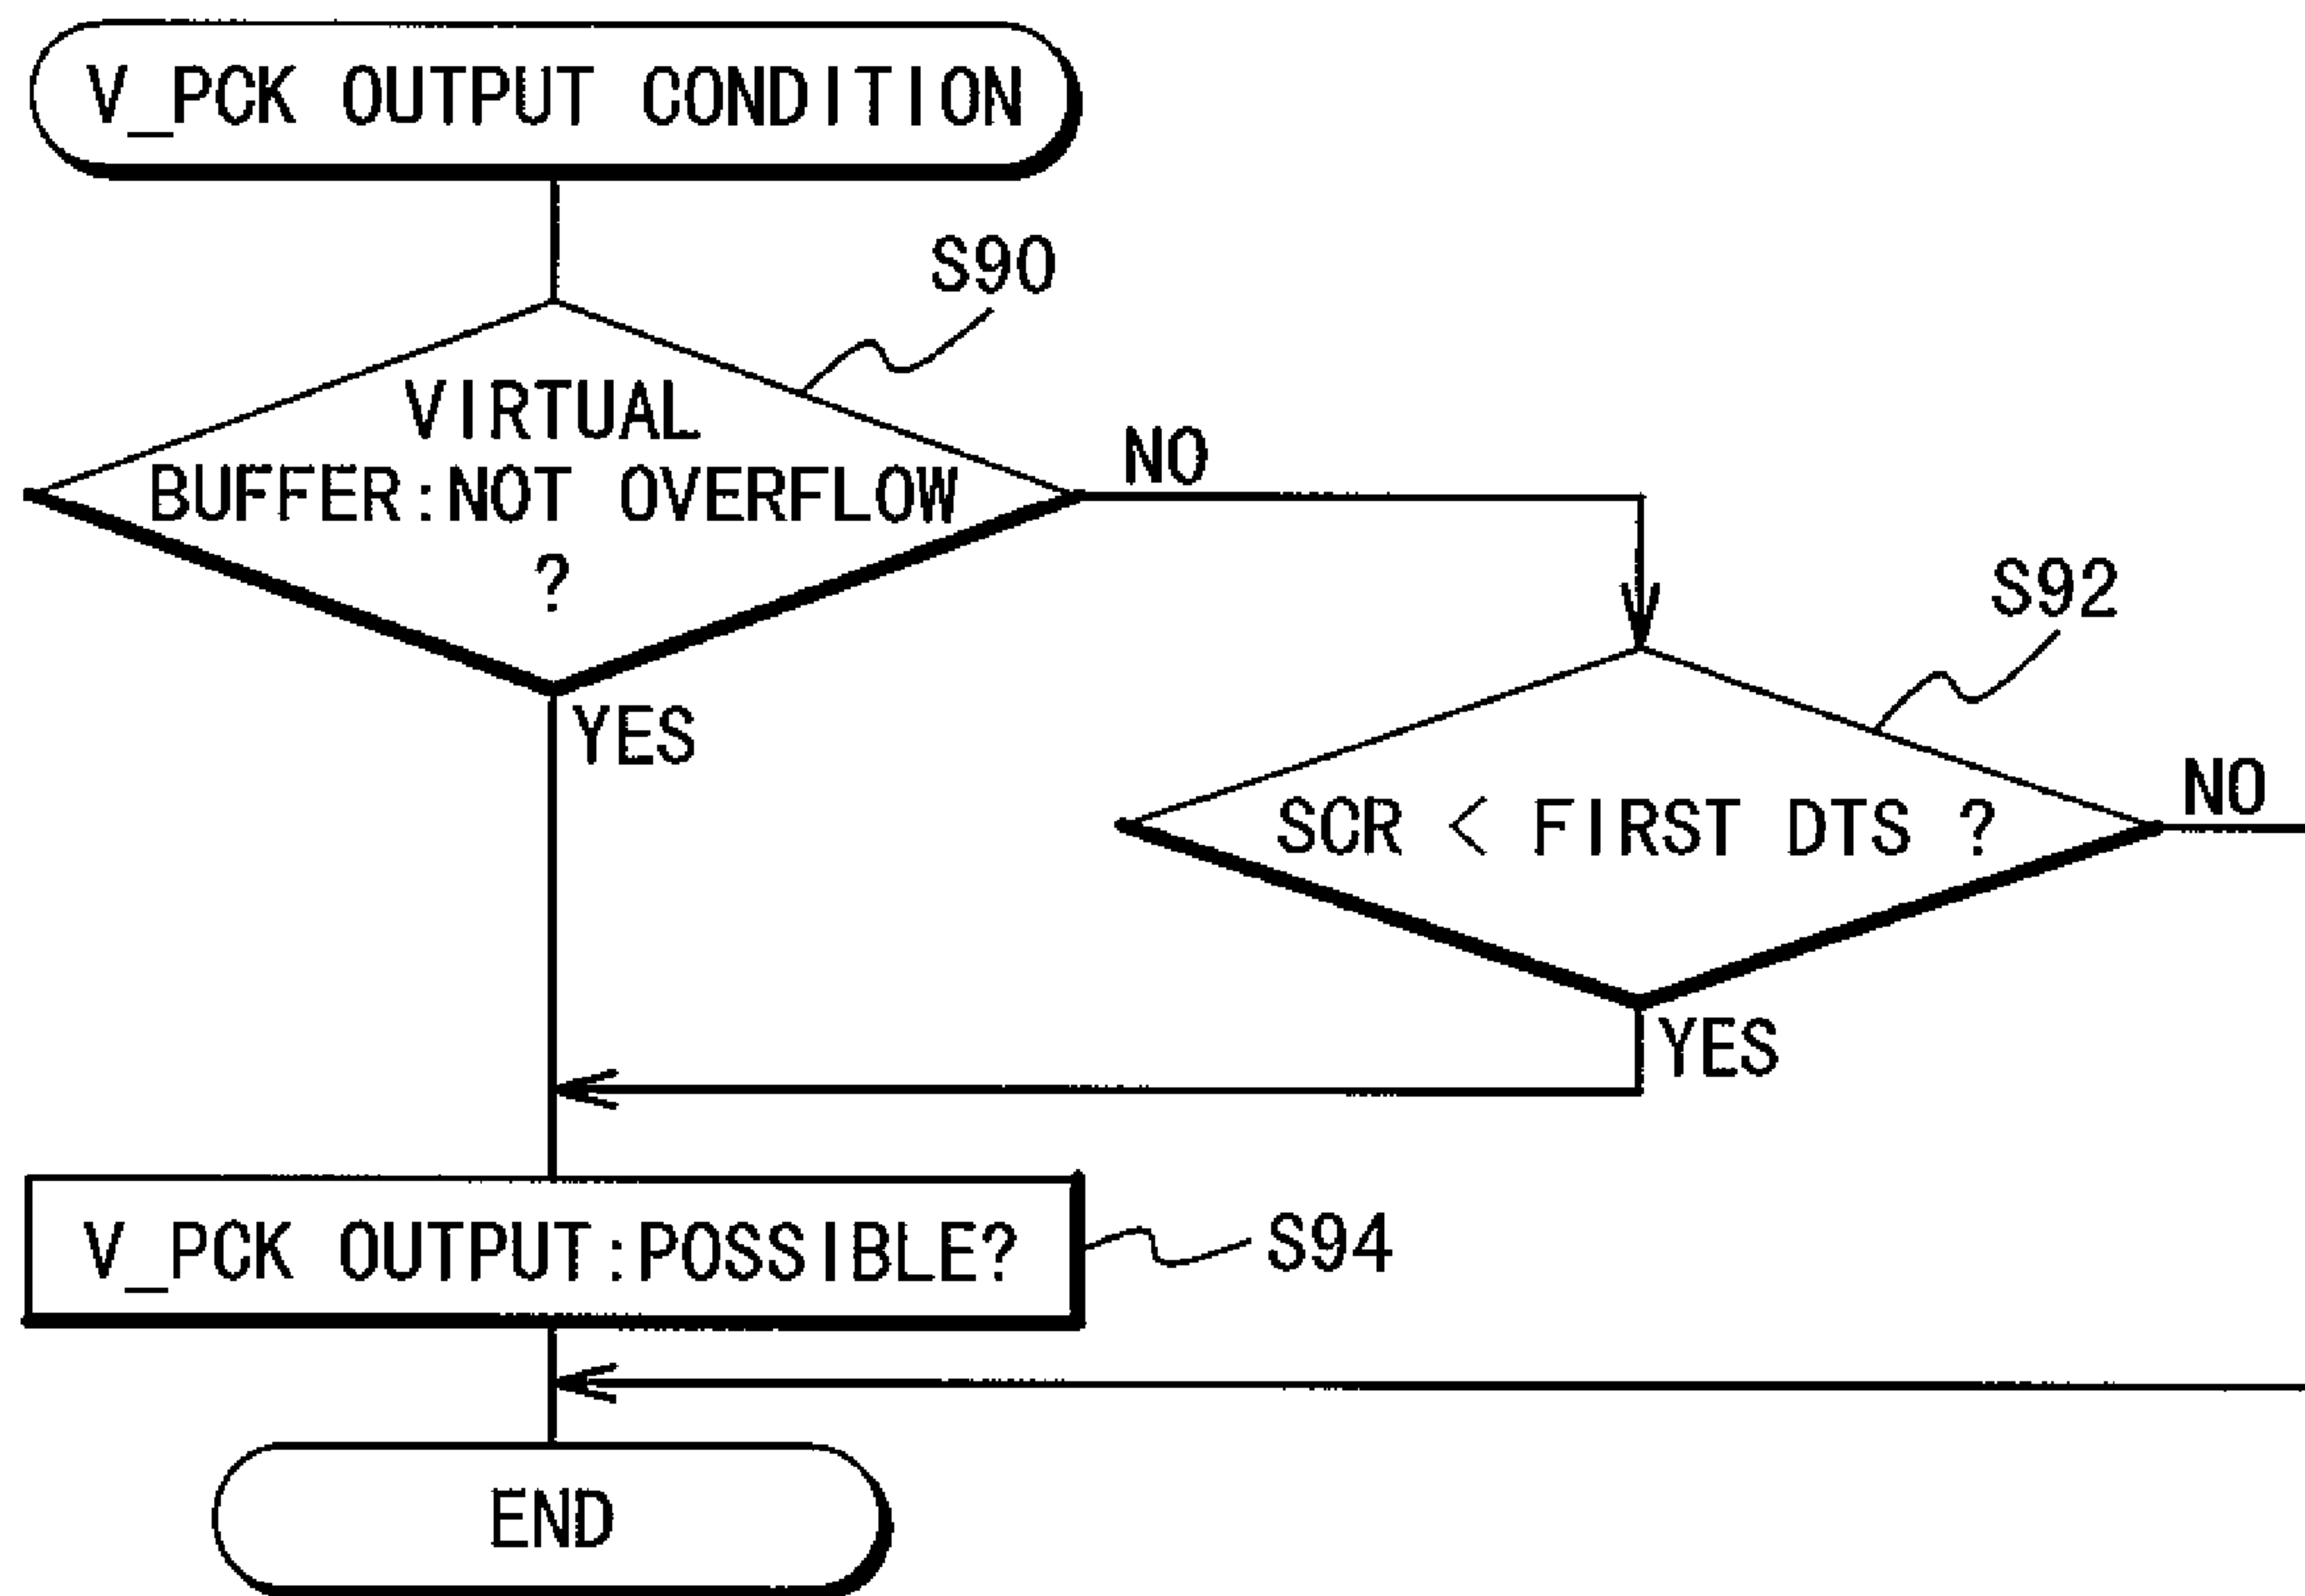 V_PCK OUTPUT CONDITION
S90
VIRTUAL
BUFFER:NOT OVERFLOW
?
NO
YES
S92
SCR < FIRST DTS ?
NO
YES
V_PCK OUTPUT:POSSIBLE?
S94
END